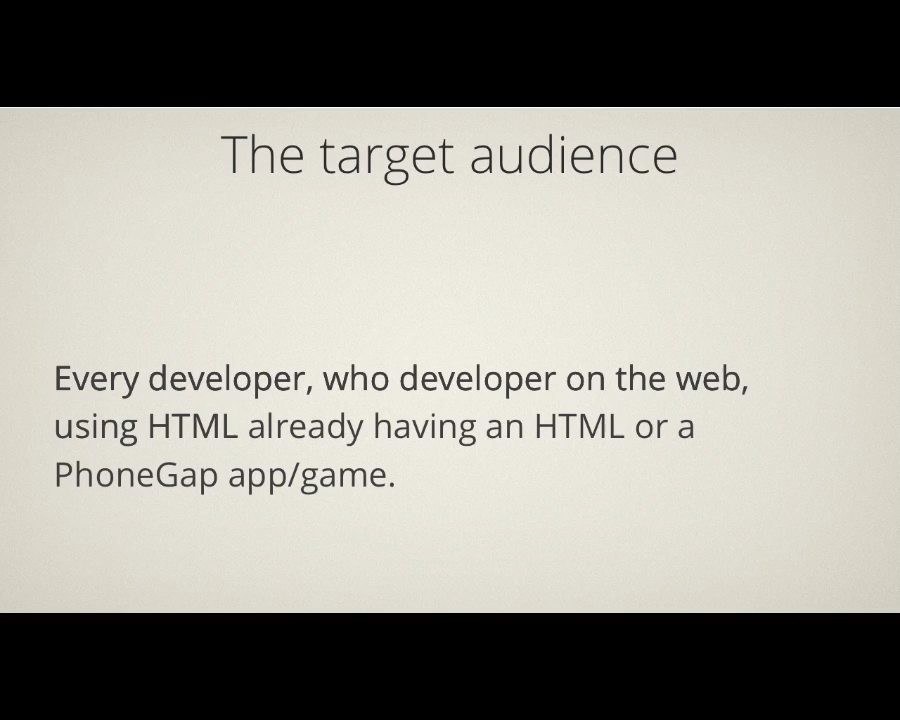 The target audience
Every developer, who developer on the web,
using HTML already having an HTML or a
PhoneGap app/game.